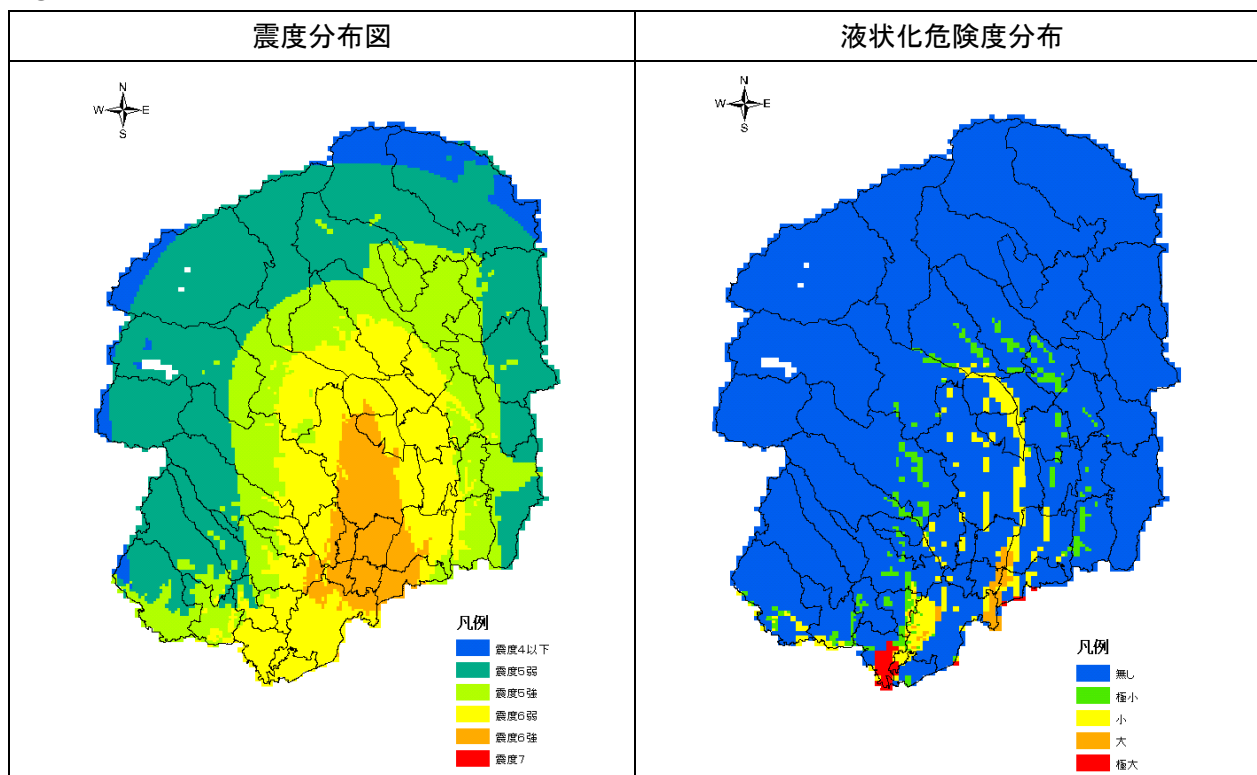 震度分布図
液状化危険度分布
N
W E
S
凡例
震度4以下
震度5弱
震度5強
震度6弱
震度6強
震度7
N
W E
S
凡例
無し
極小
小
大
極大